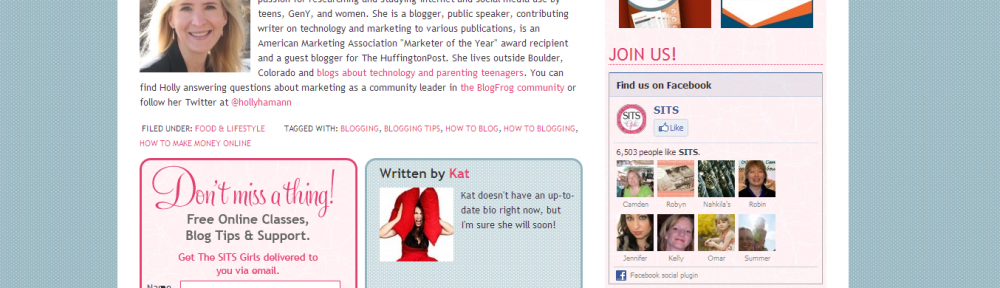 passion for researching and studying internet and social media use by
teens, GenY, and women. She is a blogger, public speaker, contributing
writer on technology and marketing to various publications, is an
American Marketing Association "Marketer of the Year" award recipient
and a guest blogger for The HuffingtonPost. She lives outside Boulder,
Colorado and blogs about technology and parenting teenagers. You can
find Holly answering questions about marketing as a community leader in the BlogFrog community or
follow her Twitter at @hollyhamann
FILED UNDER: FOOD & LIFESTYLE TAGGED WITH: BLOGGING, BLOGGING TIPS, HOW TO BLOG, HOW TO BLOGGING,
HOW TO MAKE MONEY ONLINE
Don't miss a thing!
Free Online Classes,
Blog Tips & Support.
Get The SITS Girls delivered to
you via email.
Name
Written by Kat
Kat doesn't have an up-to-
date bio right now, but
I'm sure she will soon!
JOIN US!
Find us on Facebook
SITS
SITS
Like
6,503 people like SITS.
Camden Robyn Nahkila's Robin
Jennifer Kelly Omar Summer
Facebook social plugin